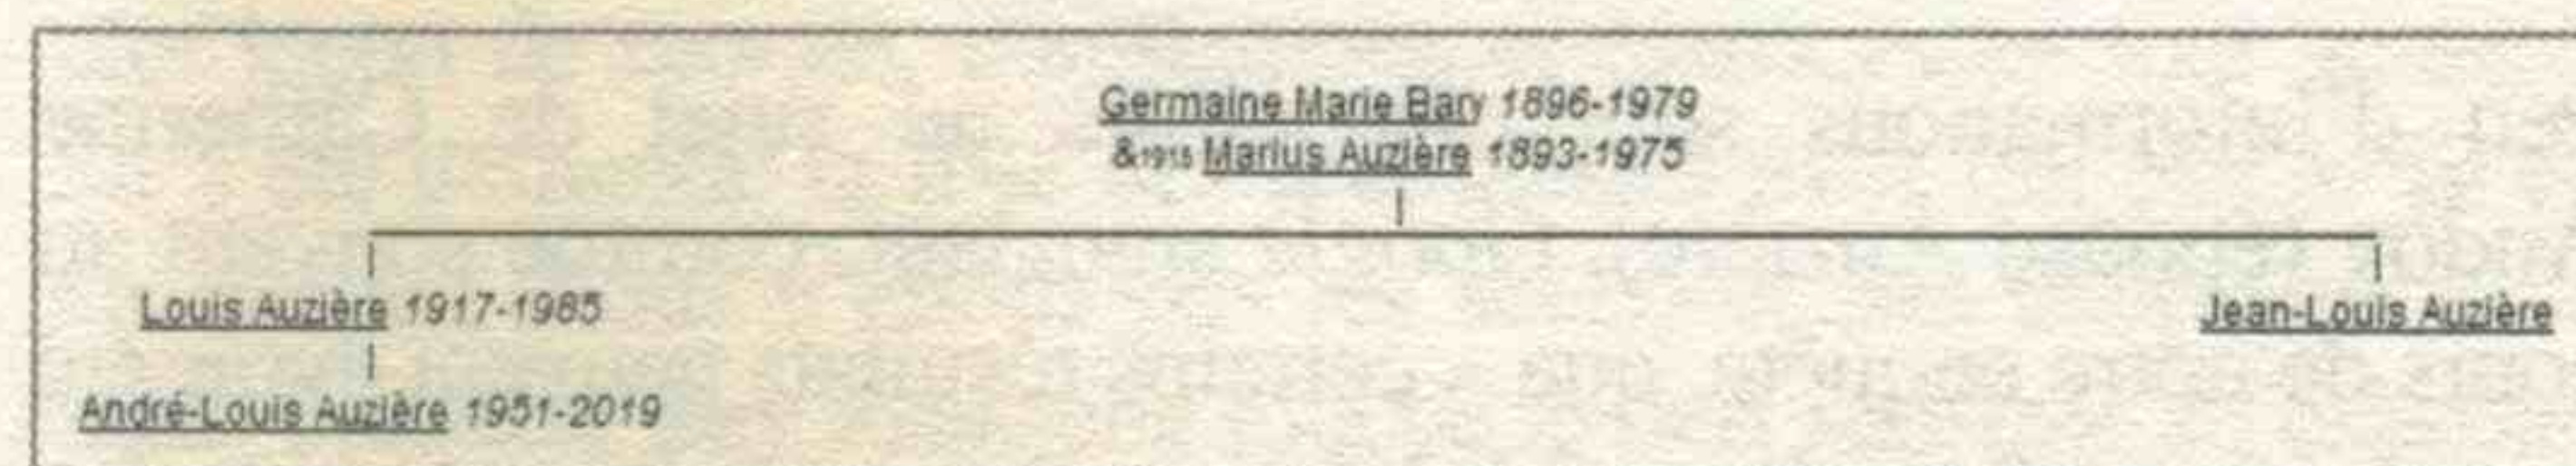 Germaine Marie Bary 1896-1979
&1915 Marius Auzière 1893-1975
Louis Auzière 1917-1985
Jean-Louis Auzière
André-Louis Auzière 1951-2019